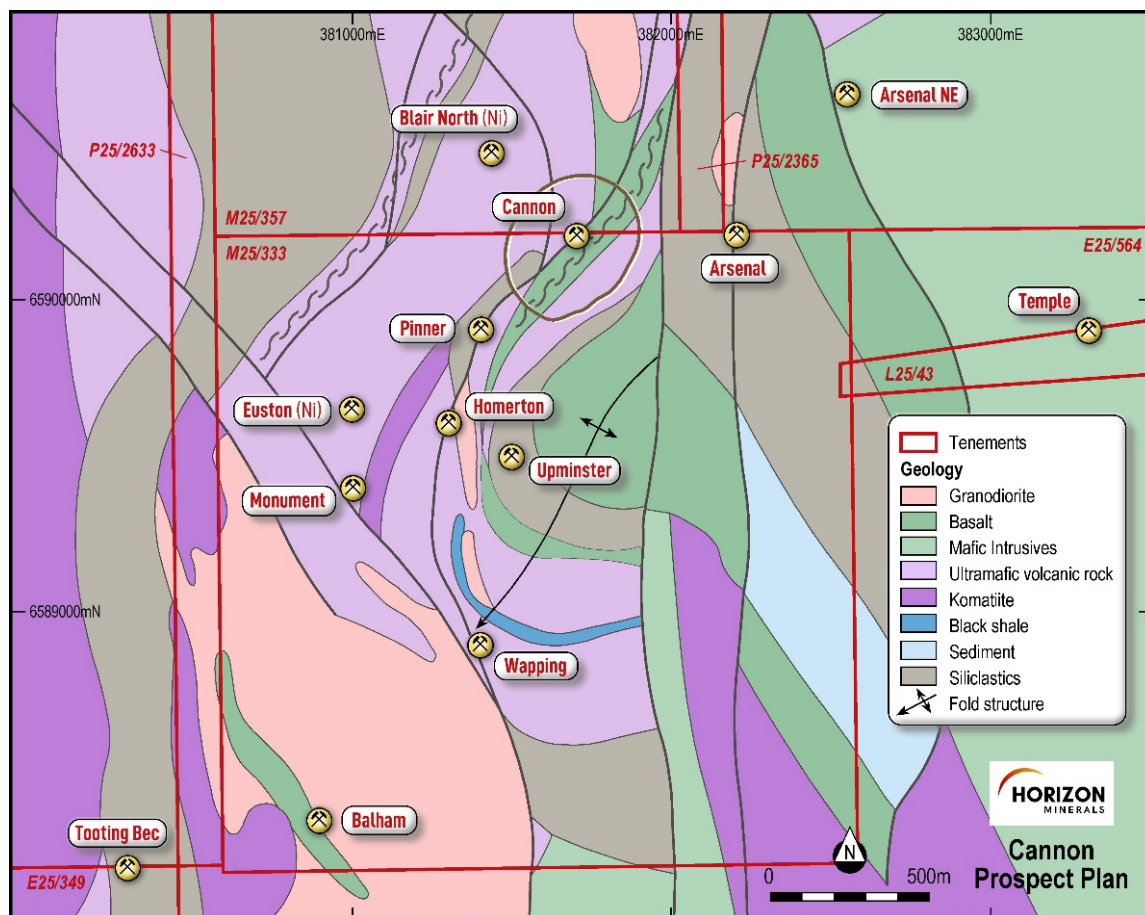 381000mE
382000mE
383000mE
Arsenal NE
Blair North (Ni)
P25/2633
P25/2365
Cannon
M25/357
M25/333
E25/564
Arsenal
6590000mN
Temple
Pinner
L25/43
Euston (Ni)
Homerton
Upminster
Monument
Tenements
Geology
Granodiorite
Basalt
Mafic Intrusives
Ultramafic volcanic rock
Komatiite
Black shale
Sediment
Siliclastics
Fold structure
6589000mN
Wapping
HORIZON
MINERALS
Balham
Tooting Bec
N
Cannon
Prospect Plan
E25/349
0
500m